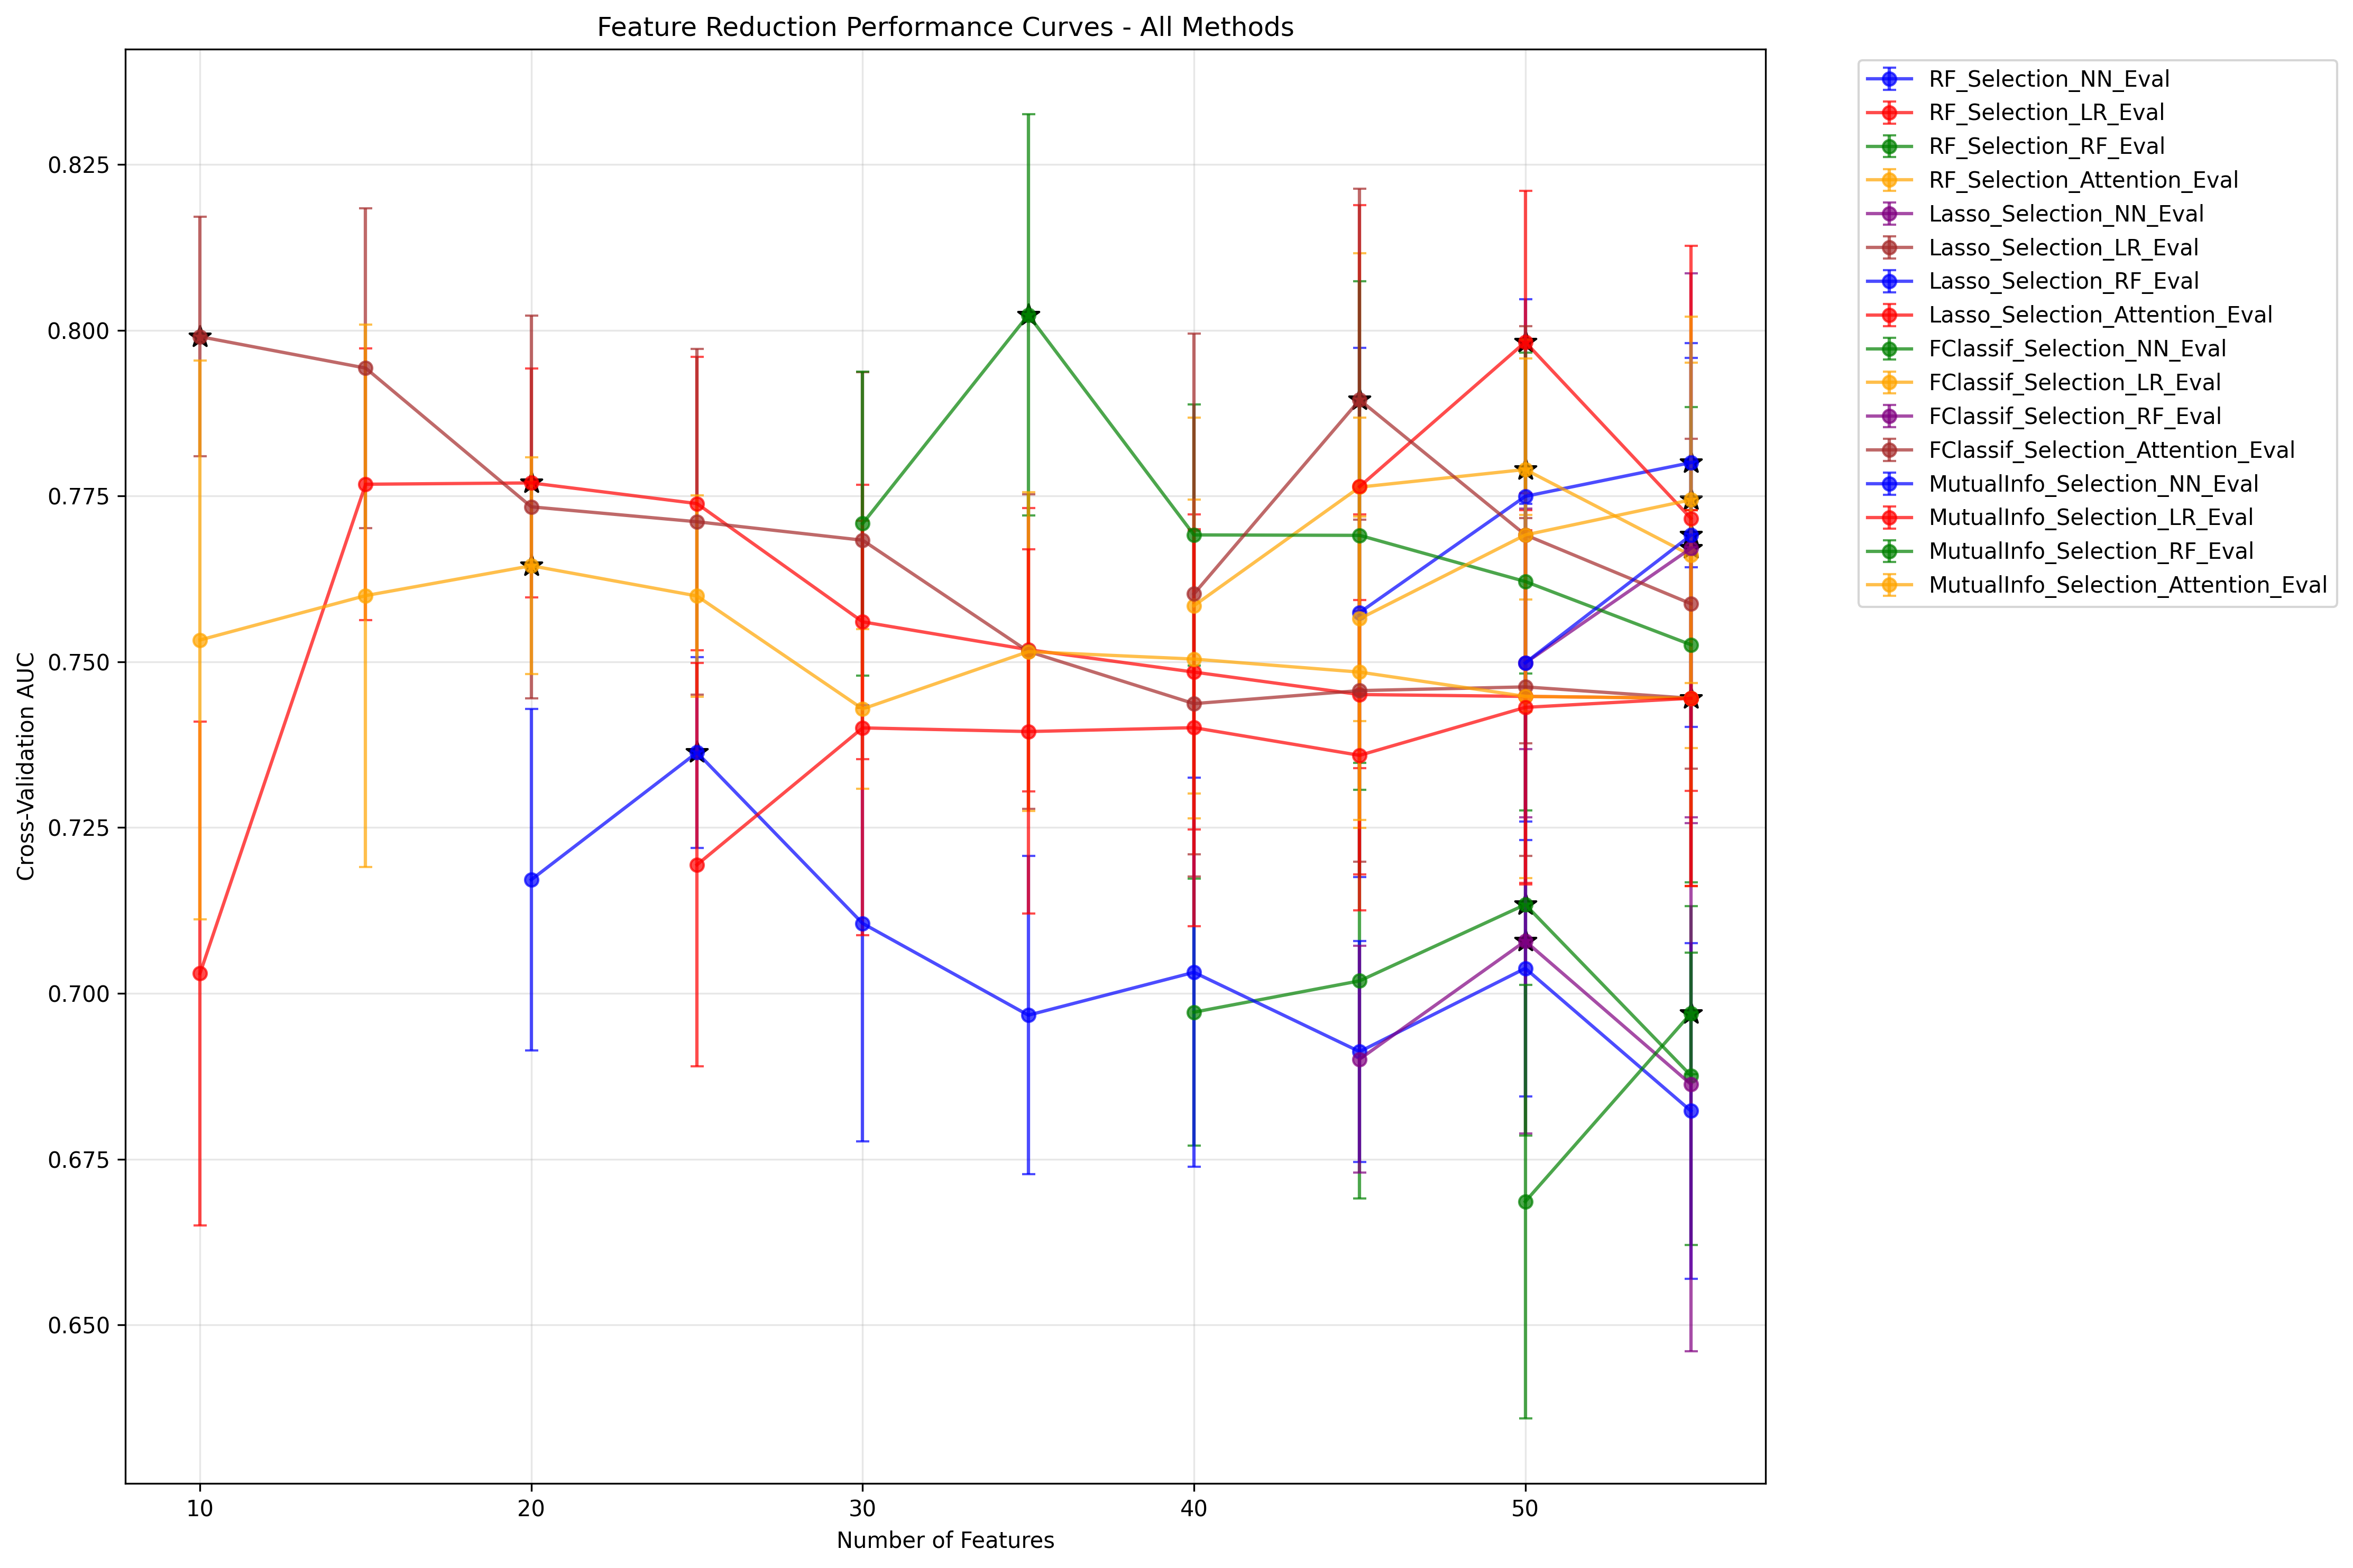 Feature Reduction Performance Curves - All Methods
Cross-Validation AUC
0.825
0.800
0.775
0.750
0.725
0.700
0.675
0.650
10
20
30
40
50
Number of Features
RF_Selection_NN_Eval
RF_Selection_LR_Eval
RF_Selection_RF_Eval
RF_Selection_Attention_Eval
Lasso_Selection_NN_Eval
Lasso_Selection_LR_Eval
Lasso_Selection_RF_Eval
Lasso_Selection_Attention_Eval
FClassif_Selection_NN_Eval
FClassif_Selection_LR_Eval
FClassif_Selection_RF_Eval
FClassif_Selection_Attention_Eval
MutualInfo_Selection_NN_Eval
MutualInfo_Selection_LR_Eval
MutualInfo_Selection_RF_Eval
MutualInfo_Selection_Attention_Eval